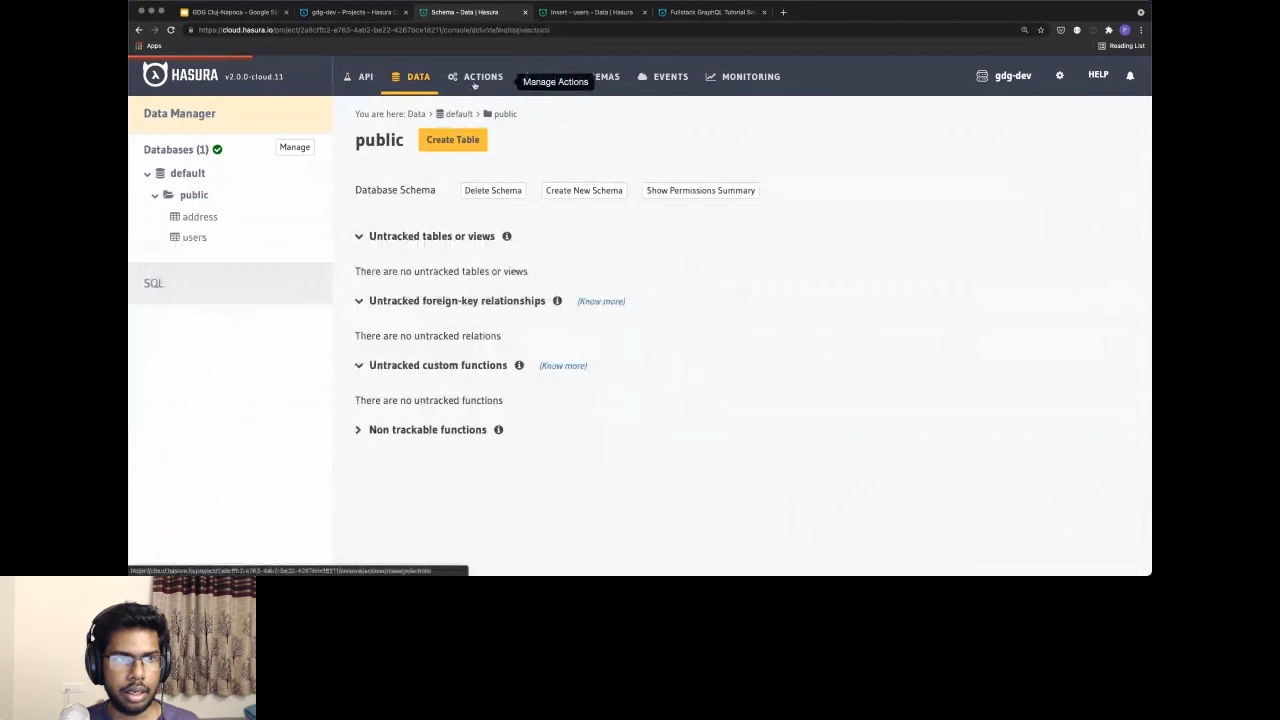 GDG Cluj-Napoca - Google Sli
gdg-dev - Projects - Hasura C
Schema - Data | Hasura
Insert - users - Data | Hasura
Fullstack GraphQL Tutorial Se
Apps
Reading List
HASURA v2.0.0-cloud.11
API
DATA
ACTIONS
Manage Actions
EMAS
EVENTS
MONITORING
gdg-dev
HELP
Data Manager
Databases (1)
Manage
default
public
address
users
SQL
You are here: Data > default > public
public
Create Table
Database Schema
Delete Schema
Create New Schema
Show Permissions Summary
Untracked tables or views
There are no untracked tables or views
Untracked foreign-key relationships (Know more)
There are no untracked relations
Untracked custom functions (Know more)
There are no untracked functions
Non trackable functions